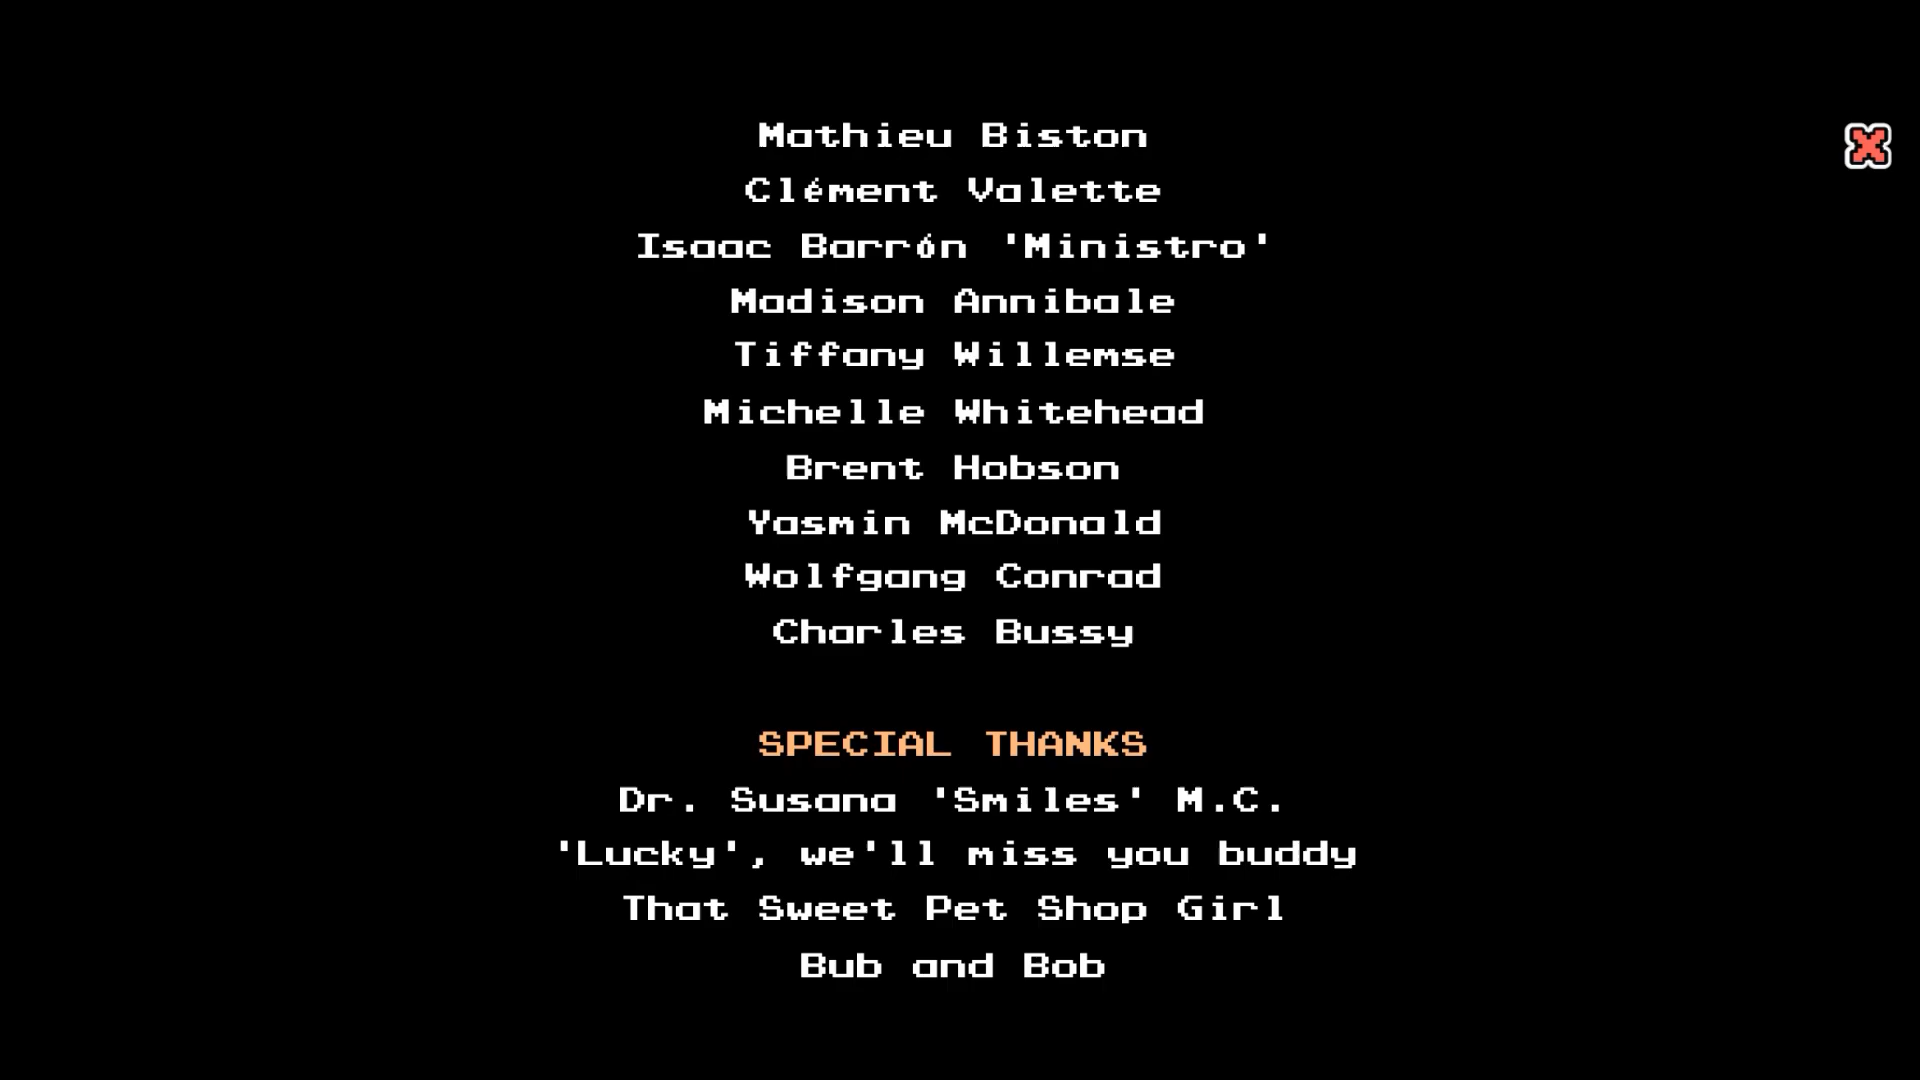 Mathieu Biston
Clément Valette
Isaac Barrón 'Ministro'
Madison Annibale
Tiffany Willemse
Michelle Whitehead
Brent Hobson
Yasmin McDonald
Wolfgang Conrad
Charles Bussy
SPECIAL THANKS
Dr. Susana 'Smiles' M.C.
'Lucky', we'll miss you buddy
That Sweet Pet Shop Girl
Bub and Bob